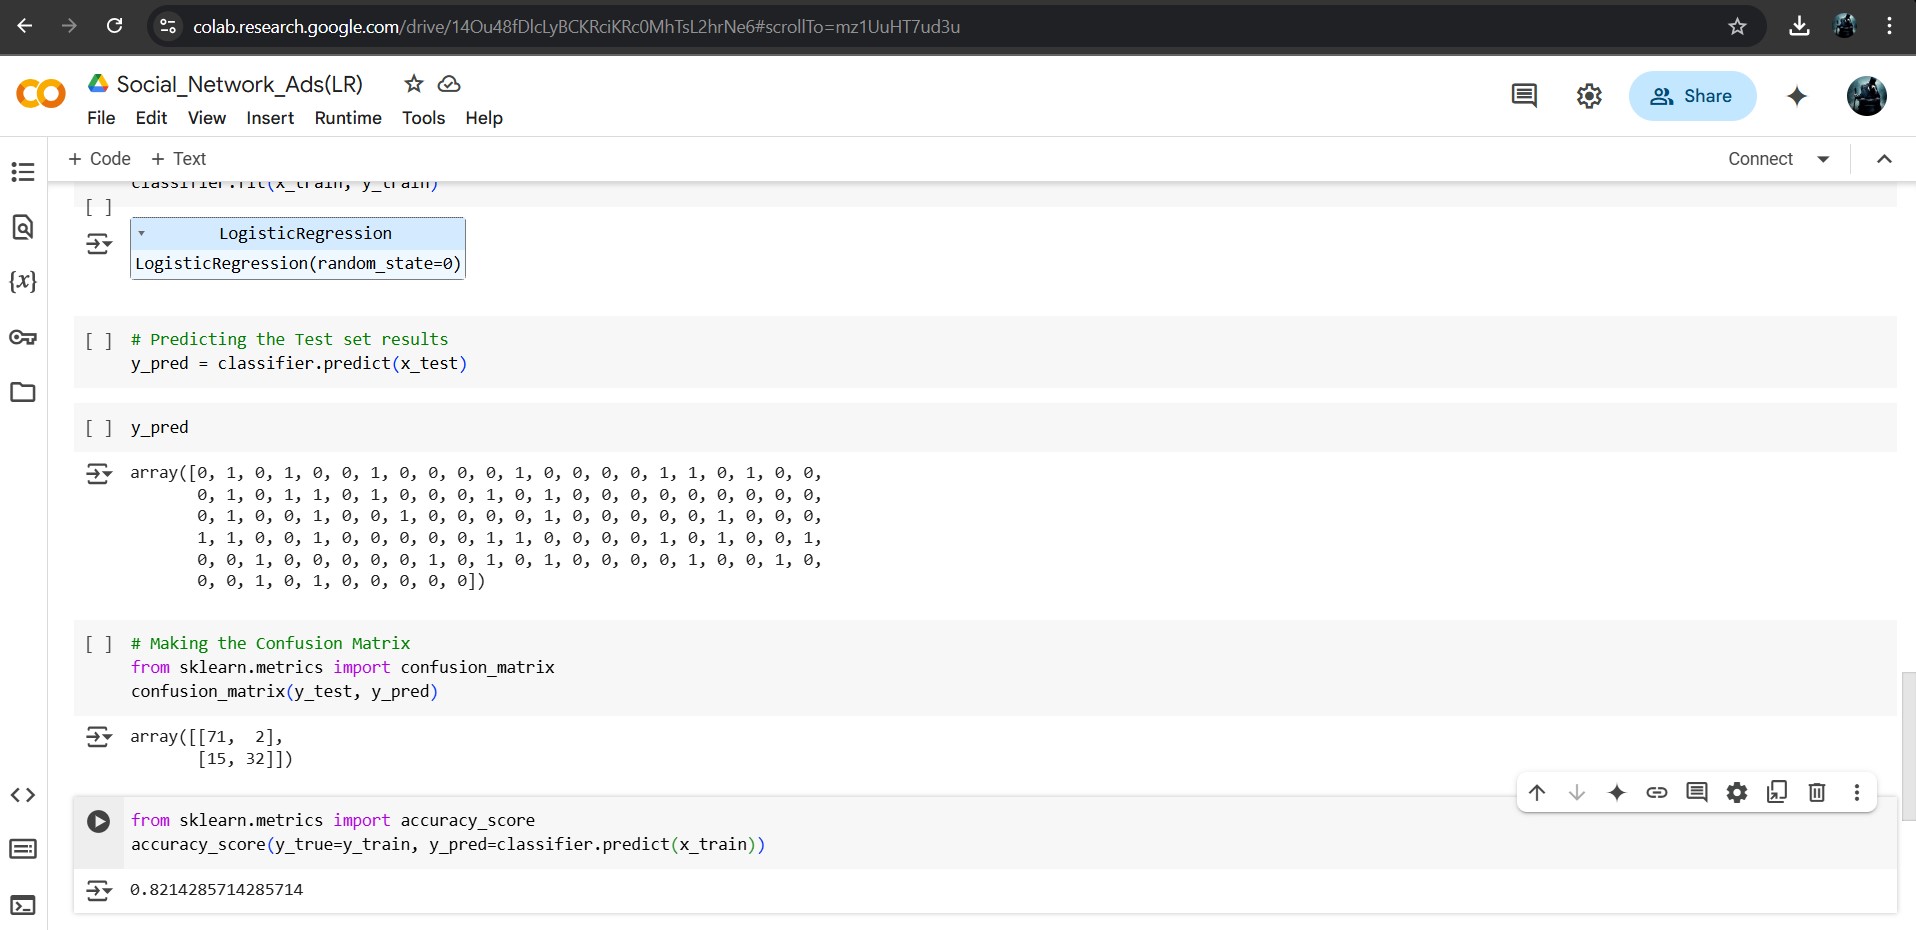 colab.research.google.com/drive/14Ou48fDlcLyBCKRciKRc0MhTsL2hrNe6#scrollTo=mz1UuHT7ud3u
Social_Network_Ads(LR)
File Edit View Insert Runtime Tools Help
Share
+ Code + Text
Connect
classifier.fit(x_train, y_train)
[ ]
LogisticRegression
LogisticRegression(random_state=0)
[ ] # Predicting the Test set results
y_pred = classifier.predict(x_test)
[ ] y_pred
array([0, 1, 0, 1, 0, 0, 1, 0, 0, 0, 0, 1, 0, 0, 0, 0, 1, 1, 0, 1, 0, 0,
0, 1, 0, 1, 1, 0, 1, 0, 0, 0, 1, 0, 1, 0, 0, 0, 0, 0, 0, 0, 0, 0,
0, 1, 0, 0, 1, 0, 0, 1, 0, 0, 0, 0, 1, 0, 0, 0, 0, 0, 1, 0, 0, 0,
1, 1, 0, 0, 1, 0, 0, 0, 0, 0, 1, 1, 0, 0, 0, 0, 1, 0, 1, 0, 0, 1,
0, 0, 1, 0, 0, 0, 0, 0, 1, 0, 1, 0, 1, 0, 0, 0, 0, 1, 0, 0, 1, 0,
0, 0, 1, 0, 1, 0, 0, 0, 0, 0])
[ ] # Making the Confusion Matrix
from sklearn.metrics import confusion_matrix
confusion_matrix(y_test, y_pred)
array([[71, 2],
[15, 32]])
from sklearn.metrics import accuracy_score
accuracy_score(y_true=y_train, y_pred=classifier.predict(x_train))
0.8214285714285714